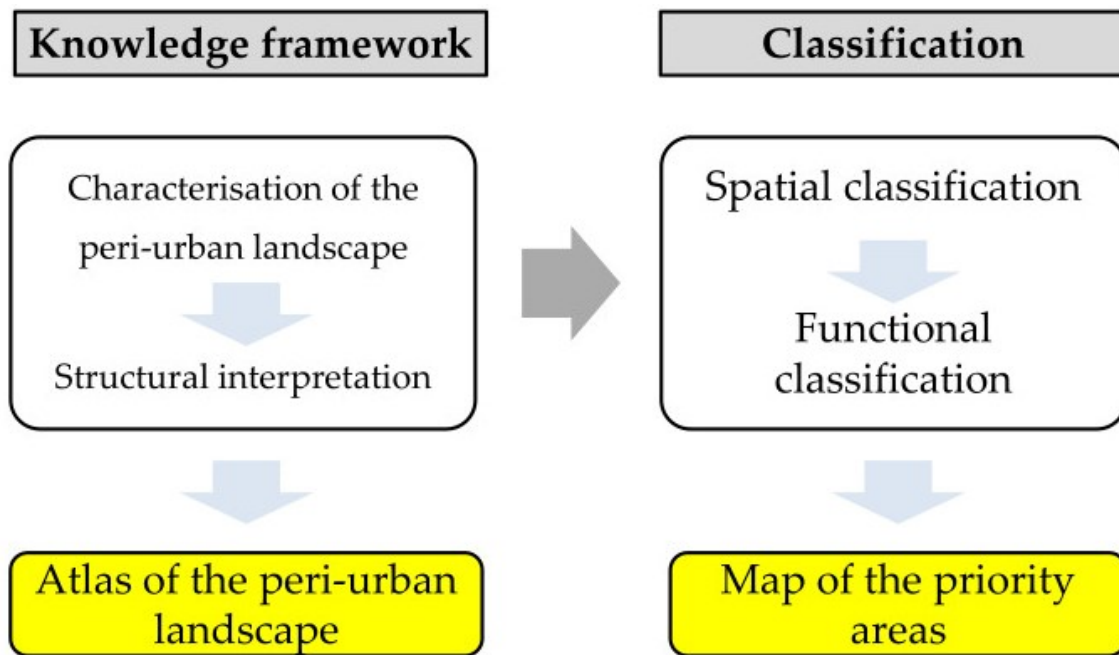 Knowledge framework
Classification
Characterisation of the
peri-urban landscape
Structural interpretation
Spatial classification
Functional
classification
Atlas of the peri-urban
landscape
Map of the priority
areas